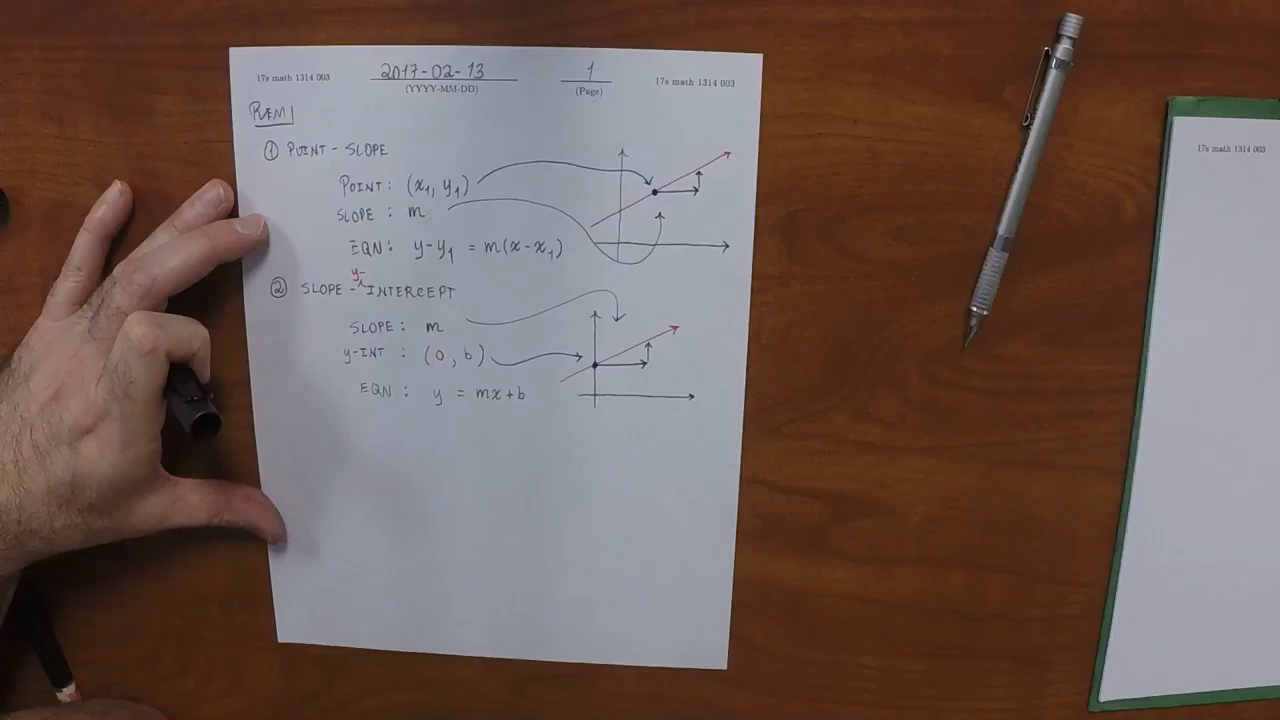 17s math 1314 003 2017-02-13 1 17s math 1314 003
(YYYY-MM-DD) (Page)
REM
① POINT - SLOPE
POINT: (x₁, y₁)
SLOPE : m
EQN: y-y₁ = m(x-x₁)
② SLOPE - y-INTERCEPT
SLOPE: m
y-INT : (0, b)
EQN: y = mx+b
17s math 1314 003